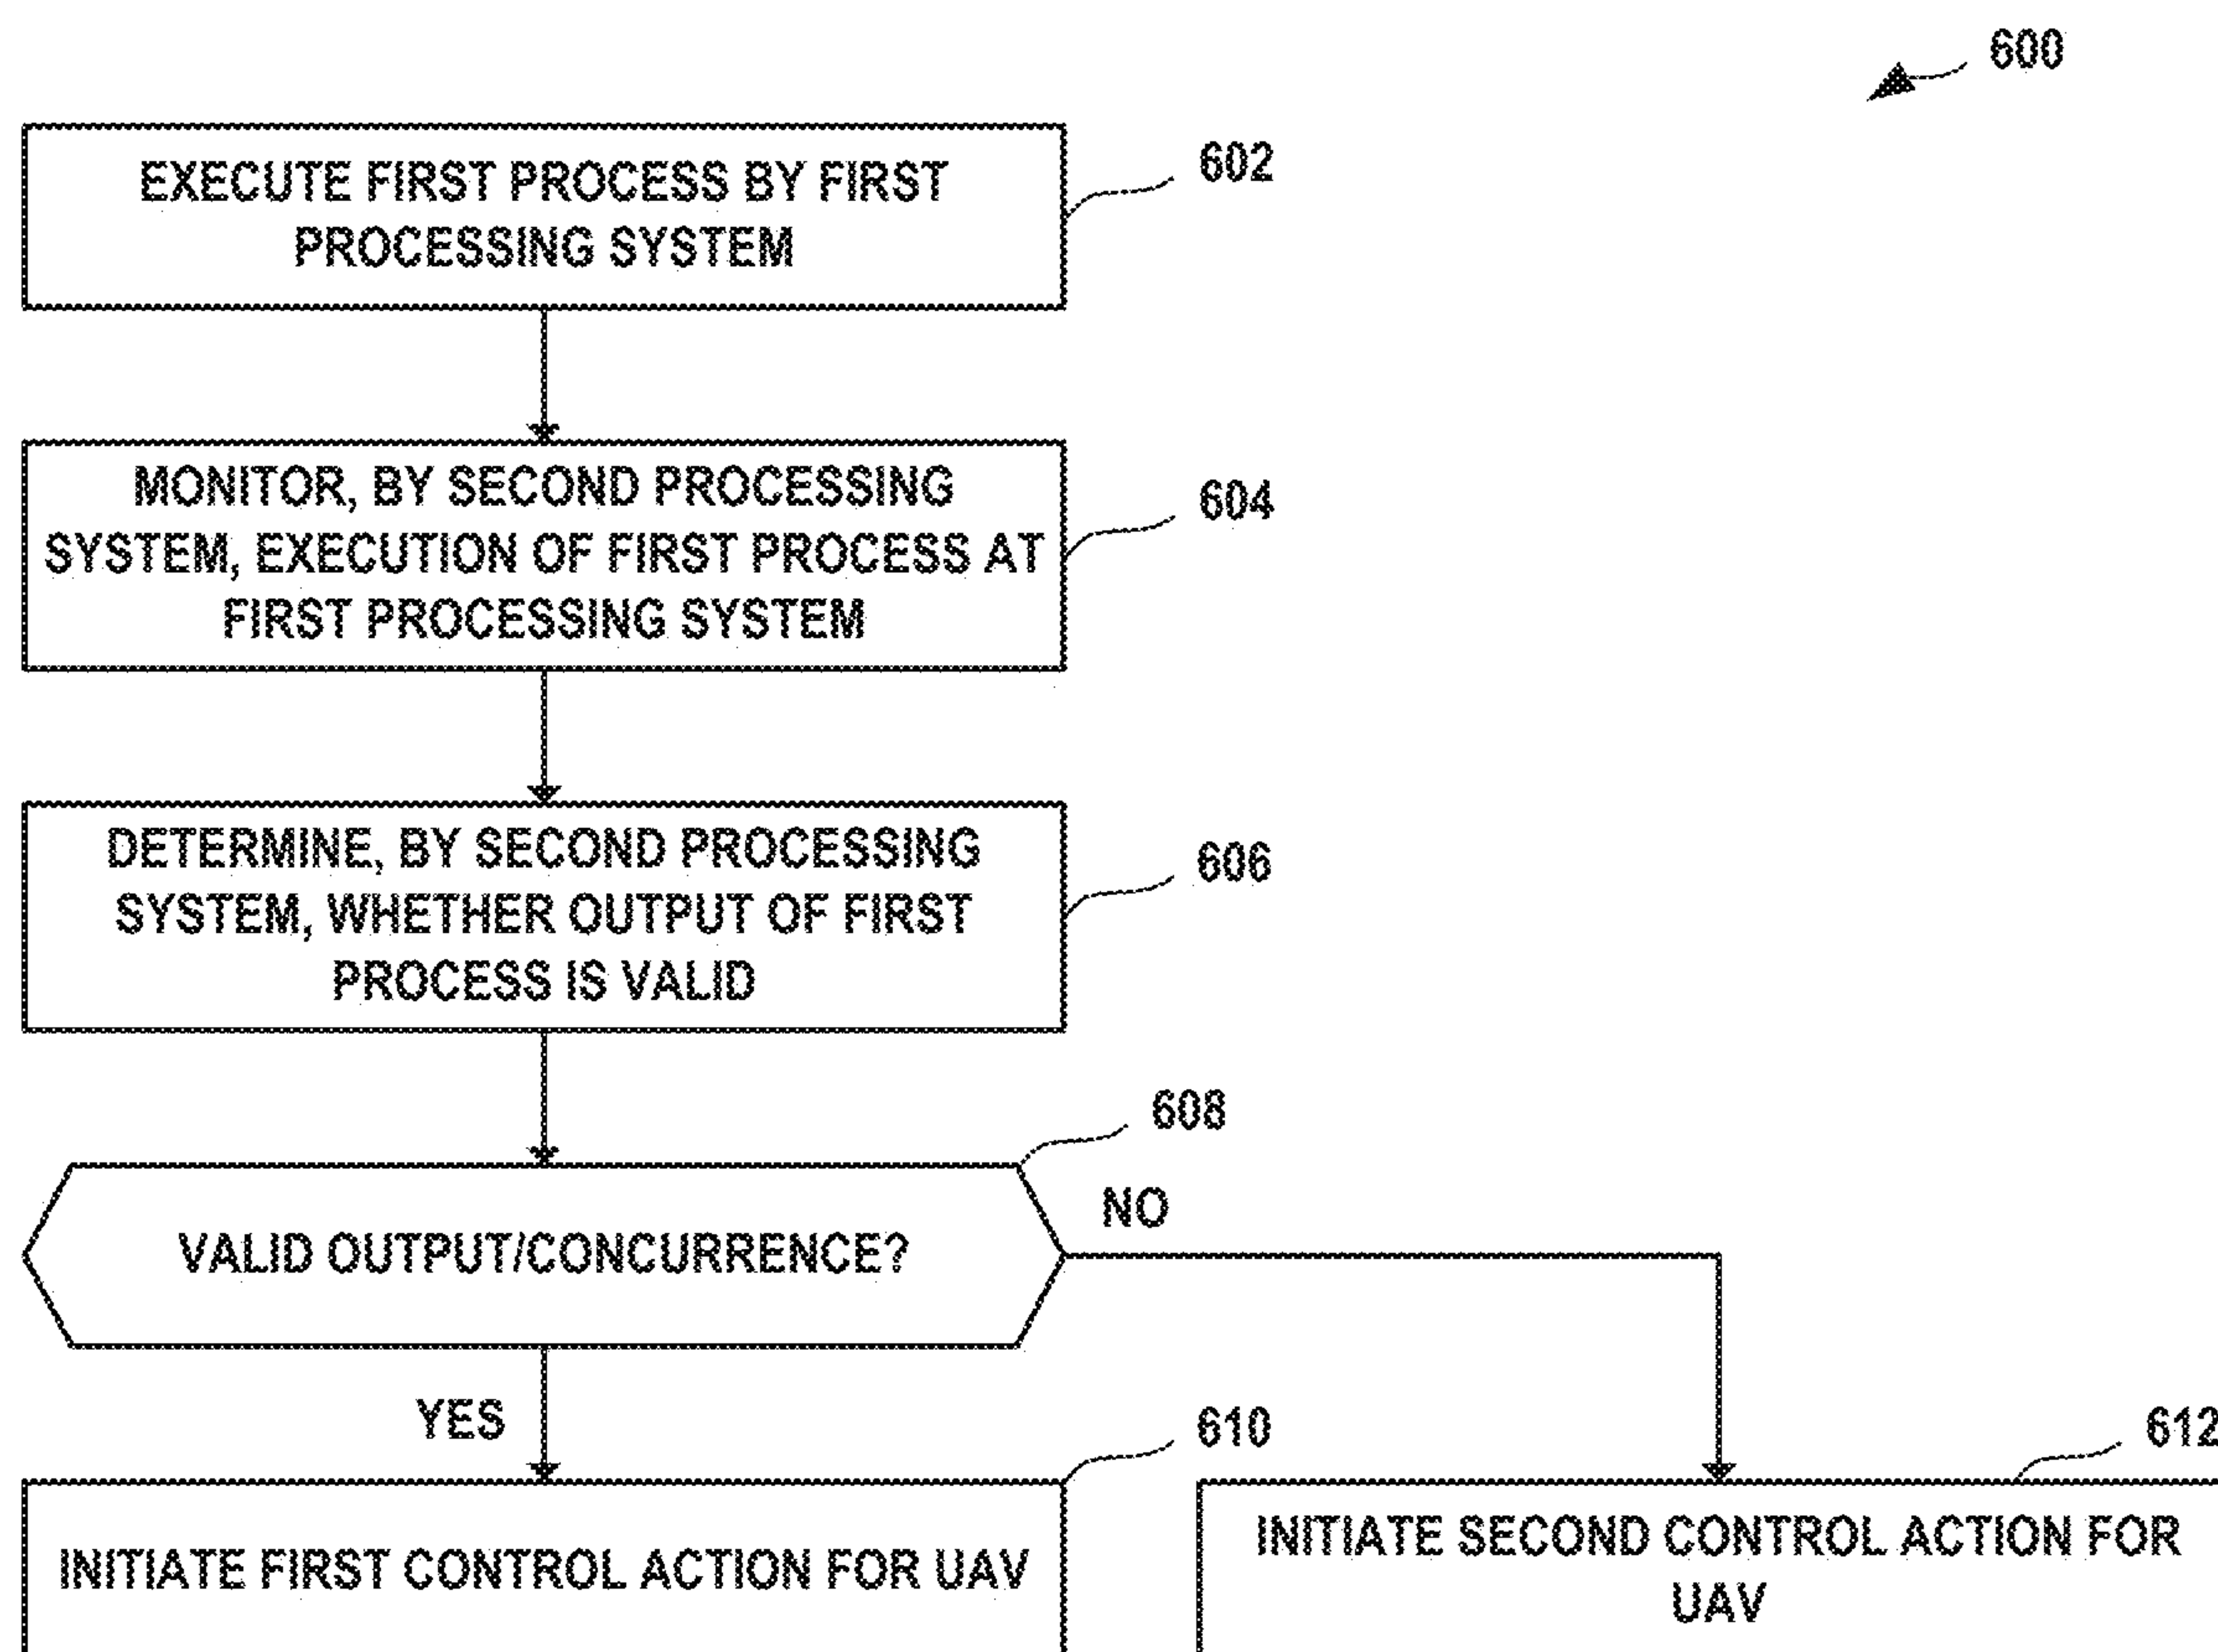 600
EXECUTE FIRST PROCESS BY FIRST
PROCESSING SYSTEM
602
MONITOR, BY SECOND PROCESSING
SYSTEM, EXECUTION OF FIRST PROCESS AT
FIRST PROCESSING SYSTEM
604
DETERMINE, BY SECOND PROCESSING
SYSTEM, WHETHER OUTPUT OF FIRST
PROCESS IS VALID
606
608
VALID OUTPUT/CONCURRENCE?
NO
YES
610
INITIATE FIRST CONTROL ACTION FOR UAV
612
INITIATE SECOND CONTROL ACTION FOR
UAV